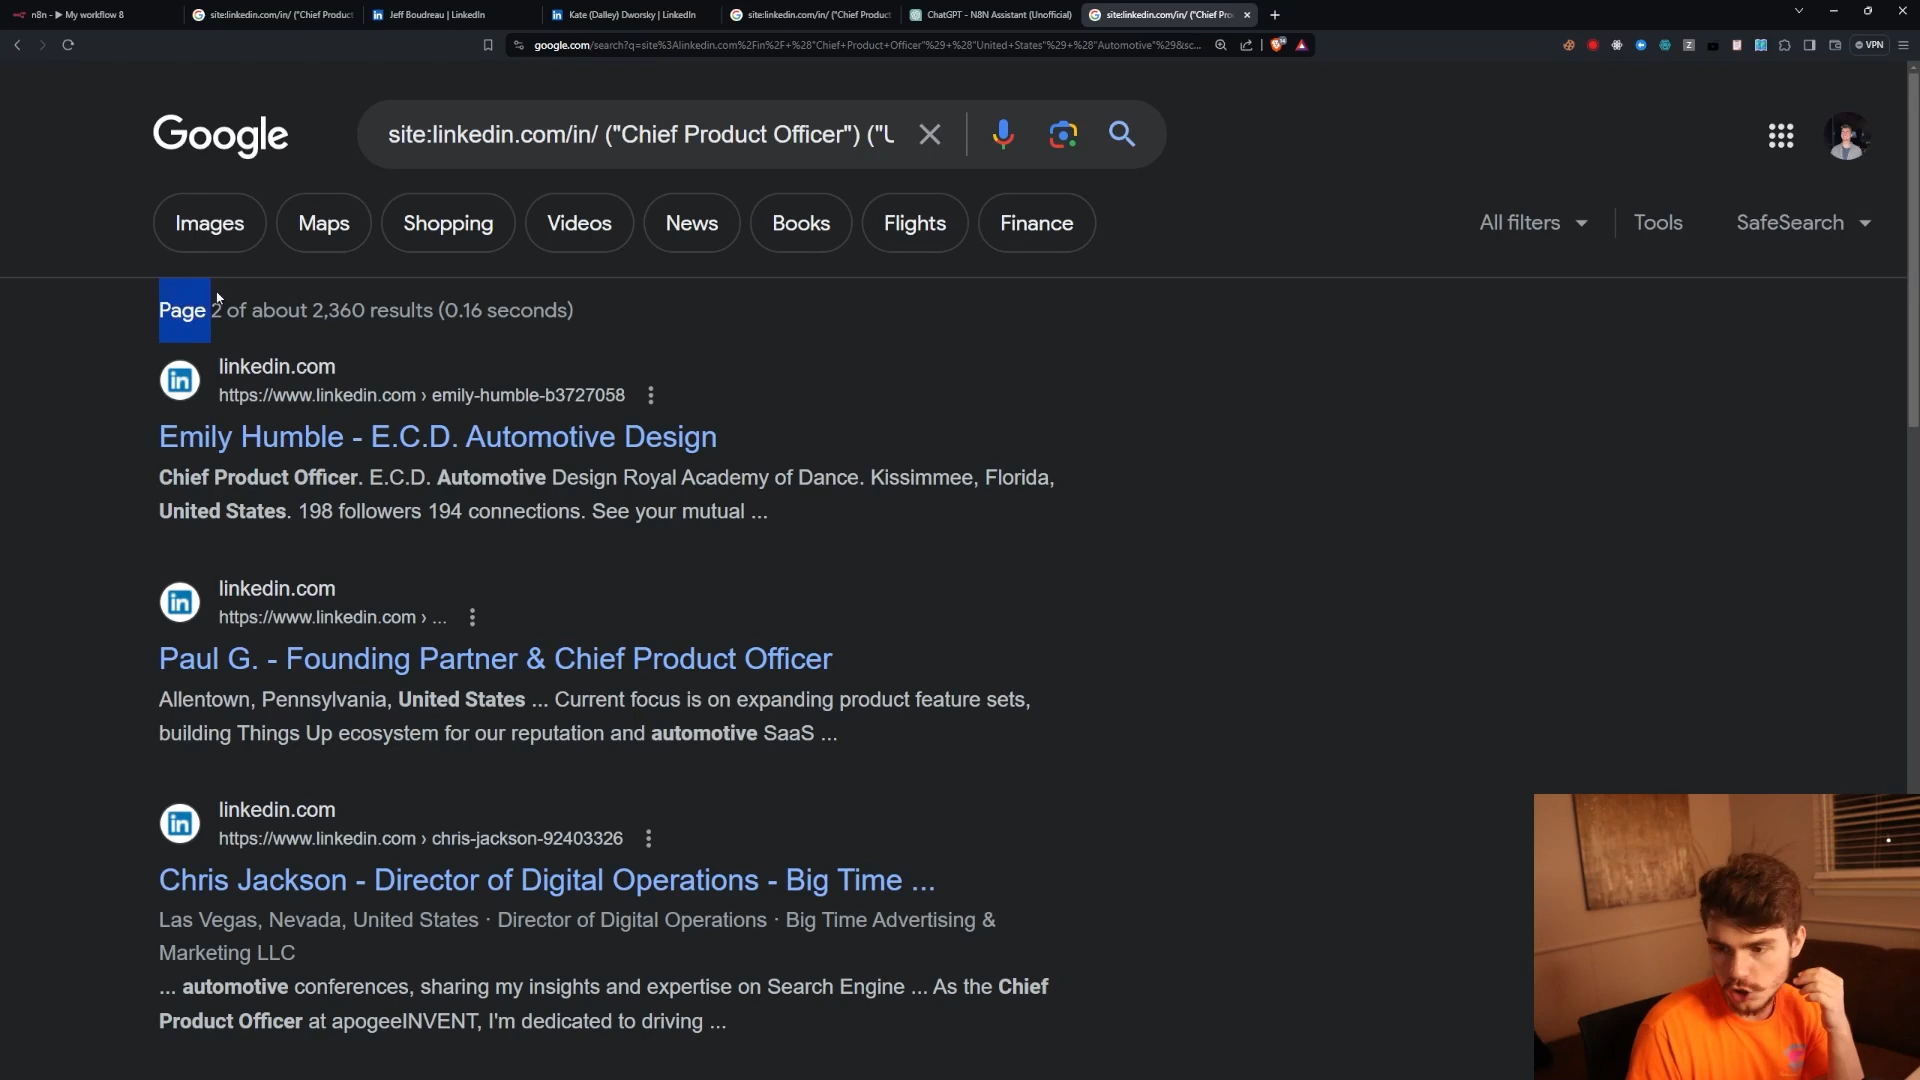 n8n - ▶ My workflow 8
site:linkedin.com/in/ ("Chief Product
Jeff Boudreau | LinkedIn
Kate (Dalley) Dworsky | LinkedIn
site:linkedin.com/in/ ("Chief Product
ChatGPT - N8N Assistant (Unofficial)
site:linkedin.com/in/ ("Chief Pro
google.com/search?q=site%3Alinkedin.com%2Fin%2F+%28"Chief+Product+Officer"%29+%28"United+States"%29+%28"Automotive"%29&sc...
VPN
Google
site:linkedin.com/in/ ("Chief Product Officer") ("U
Images
Maps
Shopping
Videos
News
Books
Flights
Finance
All filters
Tools
SafeSearch
Page 2 of about 2,360 results (0.16 seconds)
linkedin.com
https://www.linkedin.com › emily-humble-b3727058
Emily Humble - E.C.D. Automotive Design
Chief Product Officer. E.C.D. Automotive Design Royal Academy of Dance. Kissimmee, Florida,
United States. 198 followers 194 connections. See your mutual ...
linkedin.com
https://www.linkedin.com › ...
Paul G. - Founding Partner & Chief Product Officer
Allentown, Pennsylvania, United States ... Current focus is on expanding product feature sets,
building Things Up ecosystem for our reputation and automotive SaaS ...
linkedin.com
https://www.linkedin.com › chris-jackson-92403326
Chris Jackson - Director of Digital Operations - Big Time ...
Las Vegas, Nevada, United States · Director of Digital Operations · Big Time Advertising &
Marketing LLC
... automotive conferences, sharing my insights and expertise on Search Engine ... As the Chief
Product Officer at apogeeINVENT, I'm dedicated to driving ...